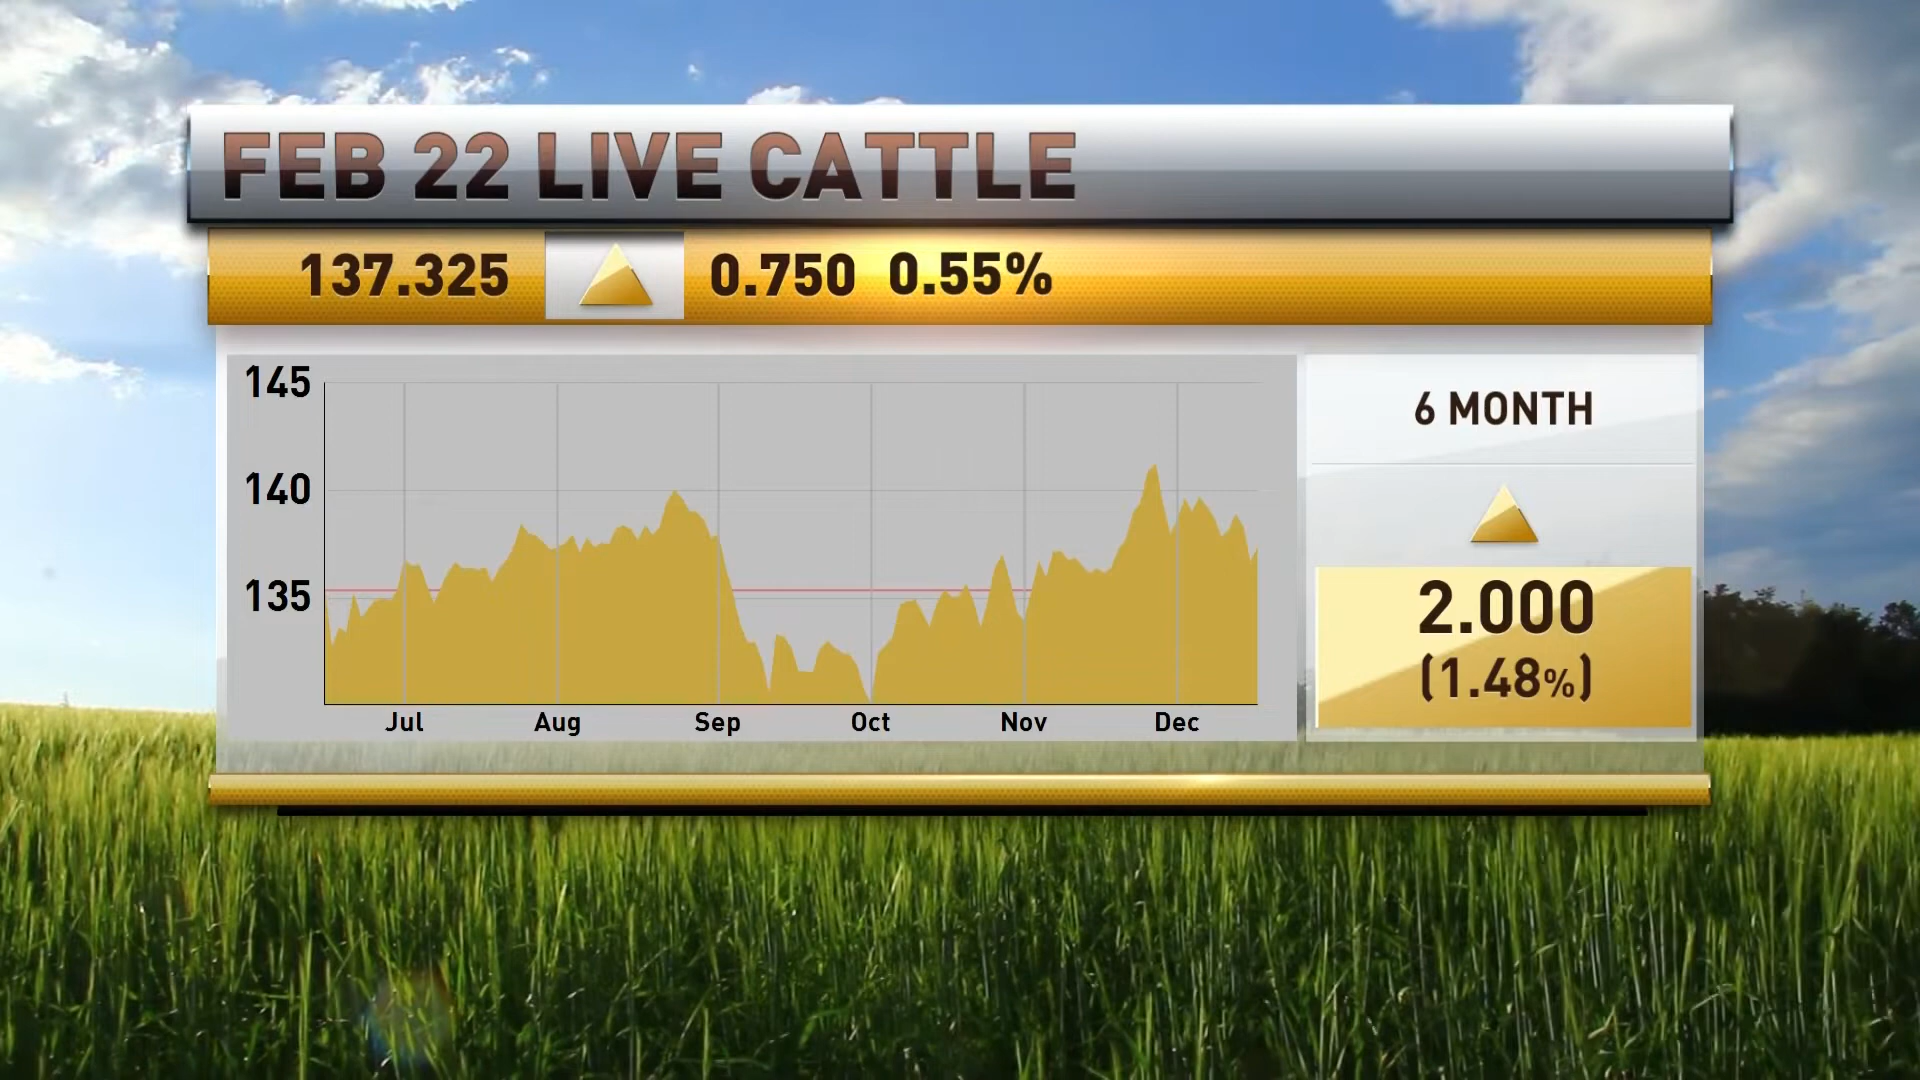 FEB 22 LIVE CATTLE
137.325 0.750 0.55%
145
140
135
Jul Aug Sep Oct Nov Dec
6 MONTH
2.000
(1.48%)